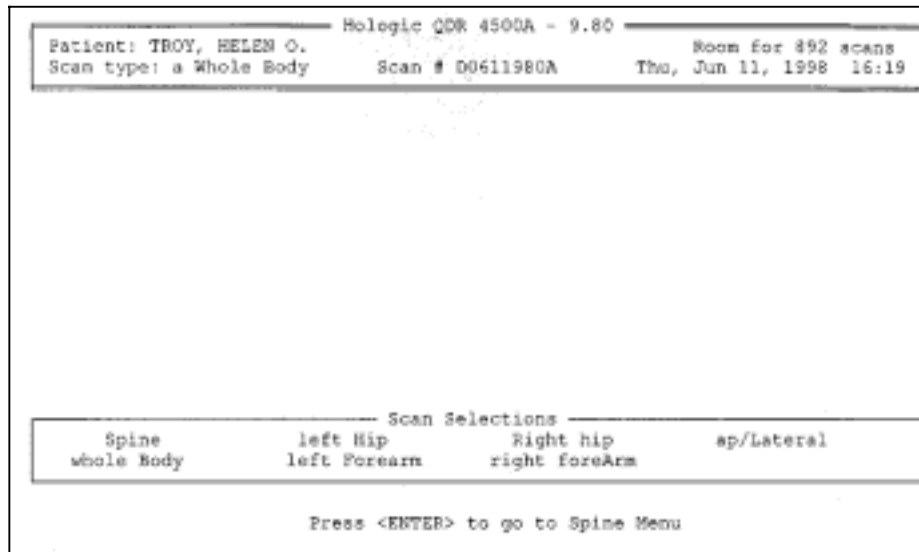 Hologic QDR 4500A - 9.80
Patient: TROY, HELEN O. Room for 892 scans
Scan type: a Whole Body Scan # D0611980A Thu, Jun 11, 1998 16:19
Scan Selections
Spine left Hip Right hip ap/Lateral
whole Body left Forearm right foreArm
Press <ENTER> to go to Spine Menu